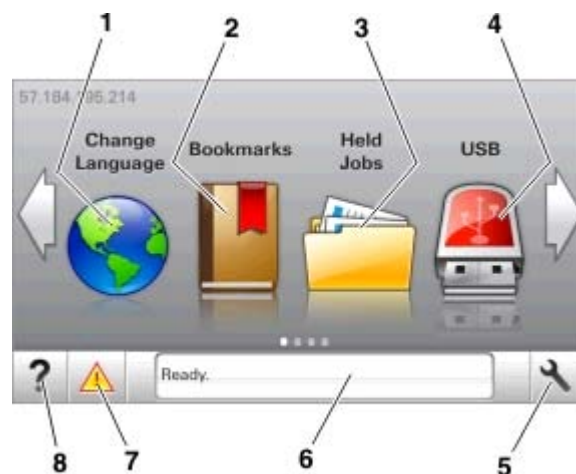 1 2 3 4
57.184.195.214
Change
Language
Bookmarks
Held
Jobs
USB
?
Ready.
8 7 6 5